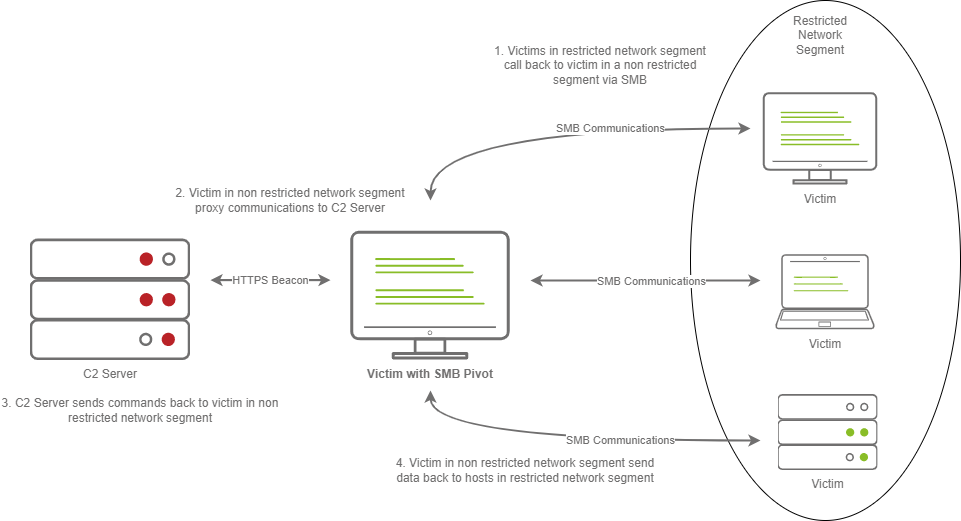 Restricted
Network
Segment
1. Victims in restricted network segment
call back to victim in a non restricted
segment via SMB
SMB Communications
Victim
2. Victim in non restricted network segment
proxy communications to C2 Server
HTTPS Beacon
SMB Communications
Victim
C2 Server
Victim with SMB Pivot
3. C2 Server sends commands back to victim in non
restricted network segment
SMB Communications
4. Victim in non restricted network segment send
data back to hosts in restricted network segment
Victim